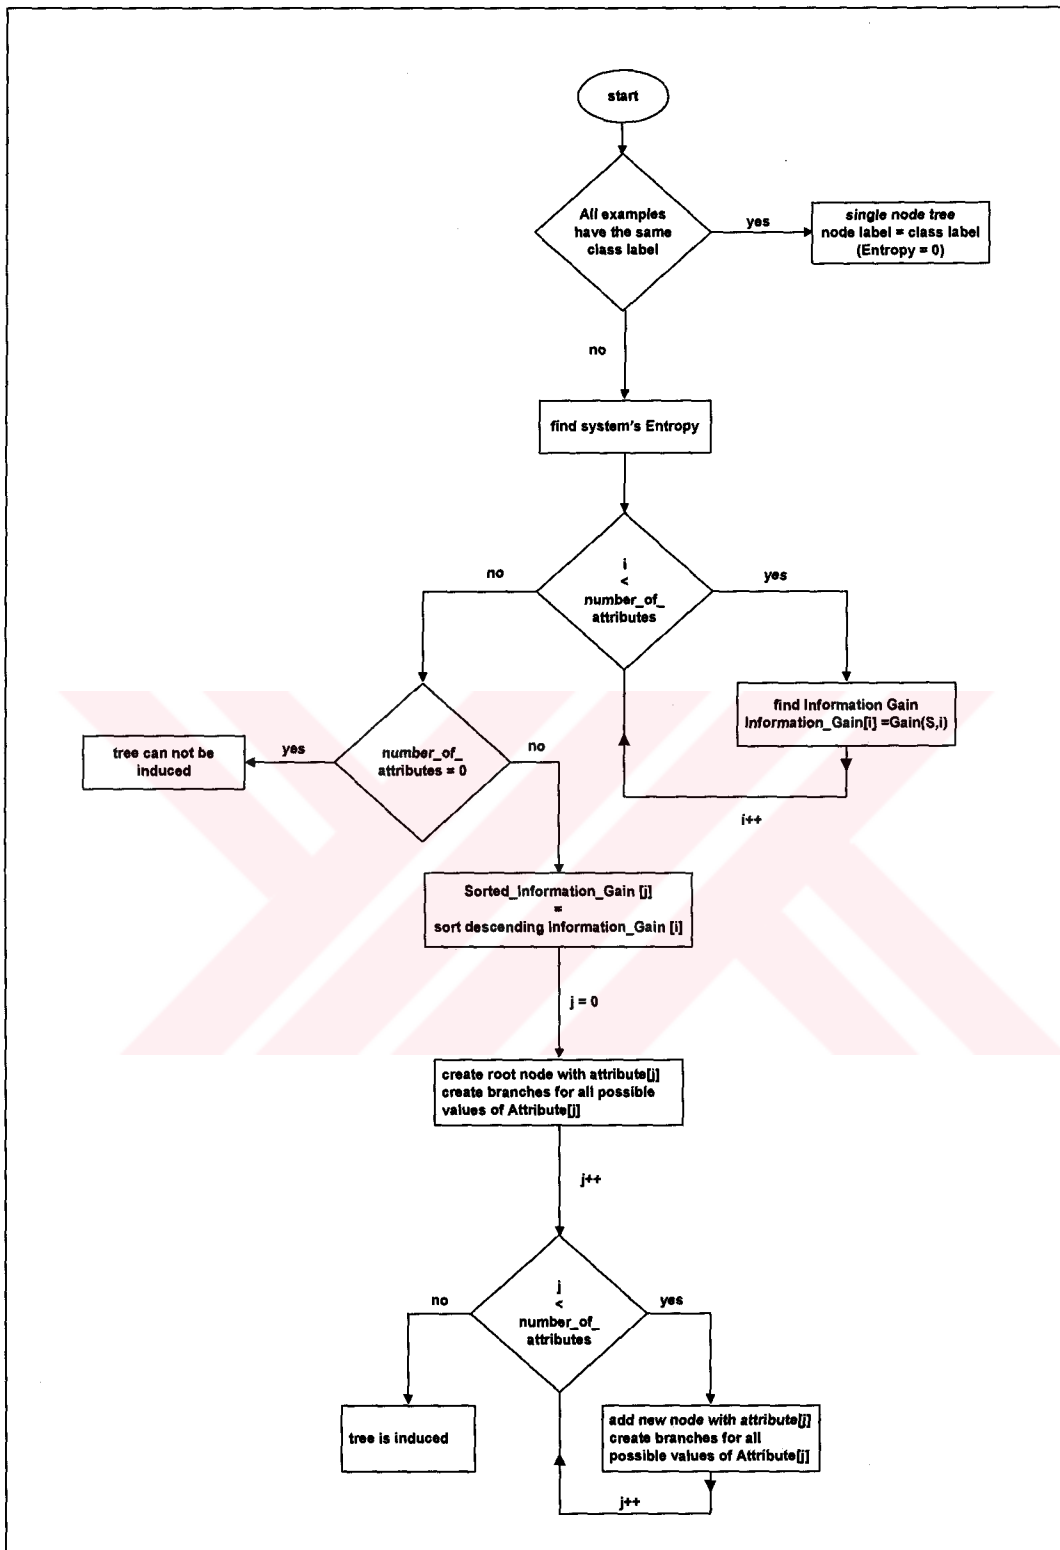 start
All examples
have the same
class label
yes
single node tree
node label = class label
(Entropy = 0)
no
find system's Entropy
i
<
number_of_
attributes
no
yes
find Information Gain
Information_Gain[i] =Gain(S,i)
i++
number_of_
attributes = 0
yes
no
tree can not be
induced
Sorted_Information_Gain [j]
=
sort descending Information_Gain [i]
j = 0
create root node with attribute[j]
create branches for all possible
values of Attribute[j]
j++
j
<
number_of_
attributes
no
yes
tree is induced
add new node with attribute[j]
create branches for all
possible values of Attribute[j]
j++